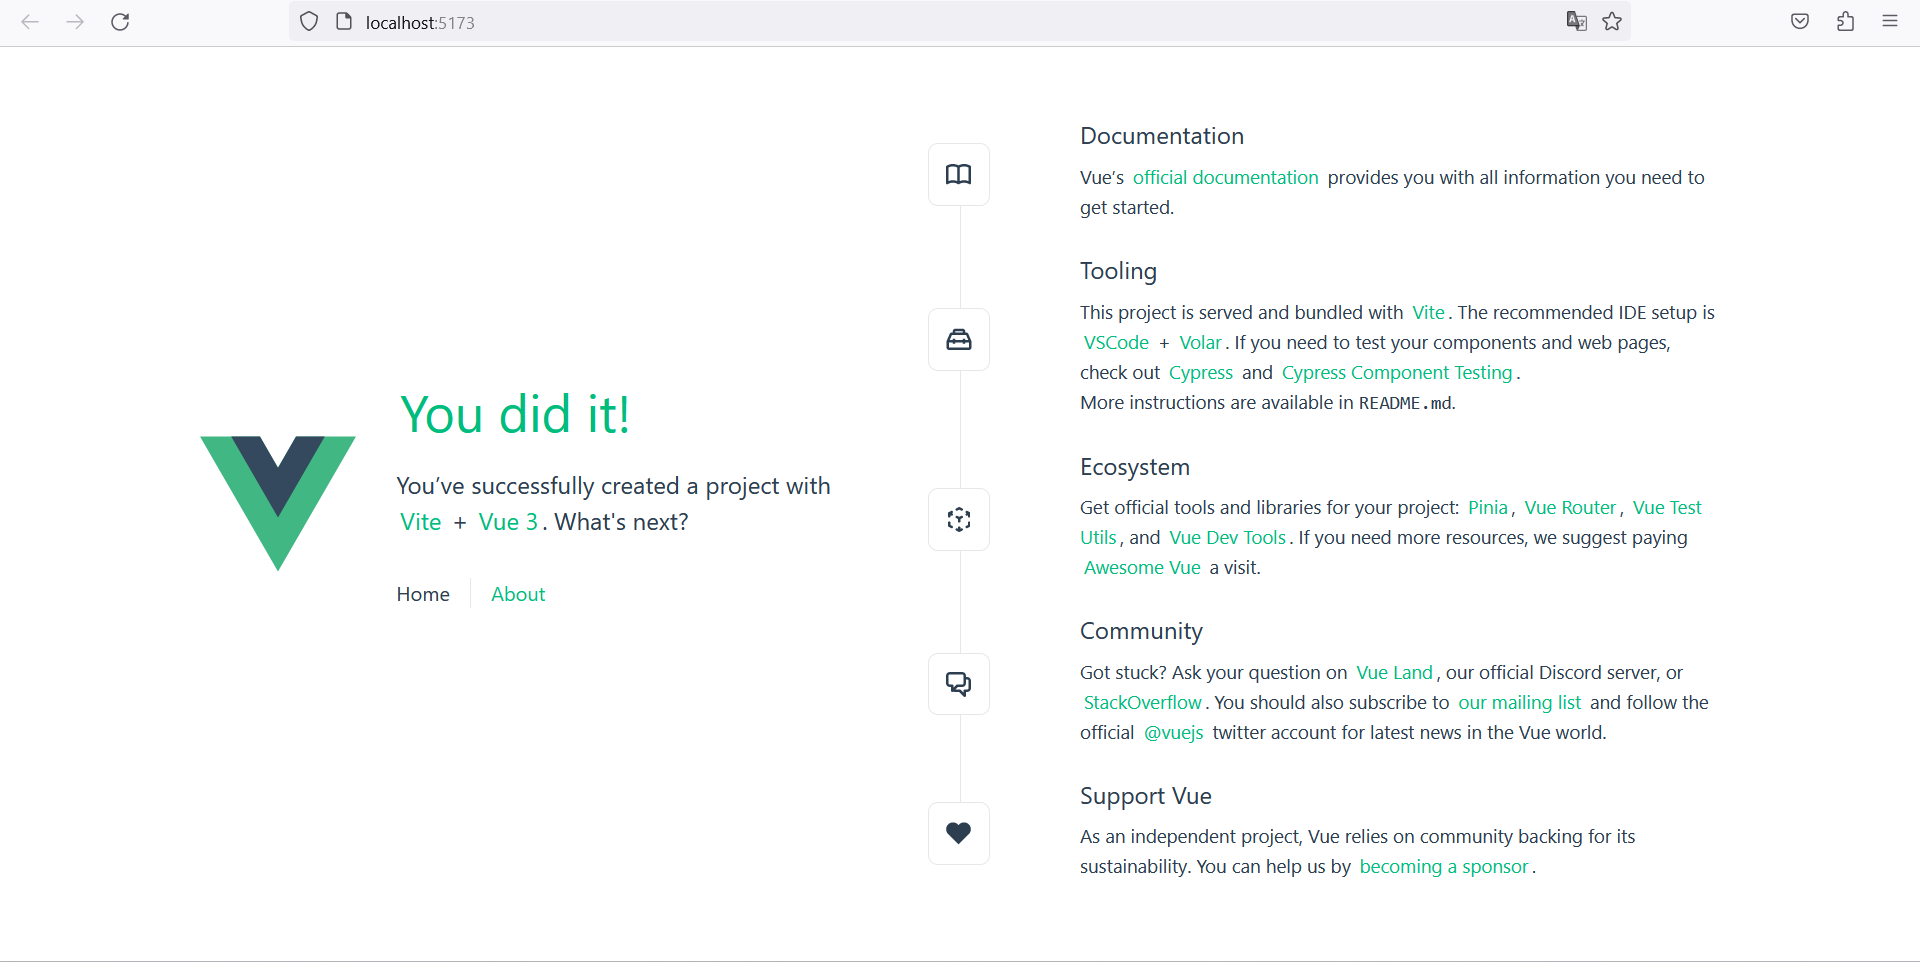 localhost:5173
You did it!
You’ve successfully created a project with
Vite + Vue 3. What's next?
Home
About
Documentation
Vue’s official documentation provides you with all information you need to
get started.
Tooling
This project is served and bundled with Vite. The recommended IDE setup is
VSCode + Volar. If you need to test your components and web pages,
check out Cypress and Cypress Component Testing.
More instructions are available in README.md.
Ecosystem
Get official tools and libraries for your project: Pinia, Vue Router, Vue Test
Utils, and Vue Dev Tools. If you need more resources, we suggest paying
Awesome Vue a visit.
Community
Got stuck? Ask your question on Vue Land, our official Discord server, or
StackOverflow. You should also subscribe to our mailing list and follow the
official @vuejs twitter account for latest news in the Vue world.
Support Vue
As an independent project, Vue relies on community backing for its
sustainability. You can help us by becoming a sponsor.